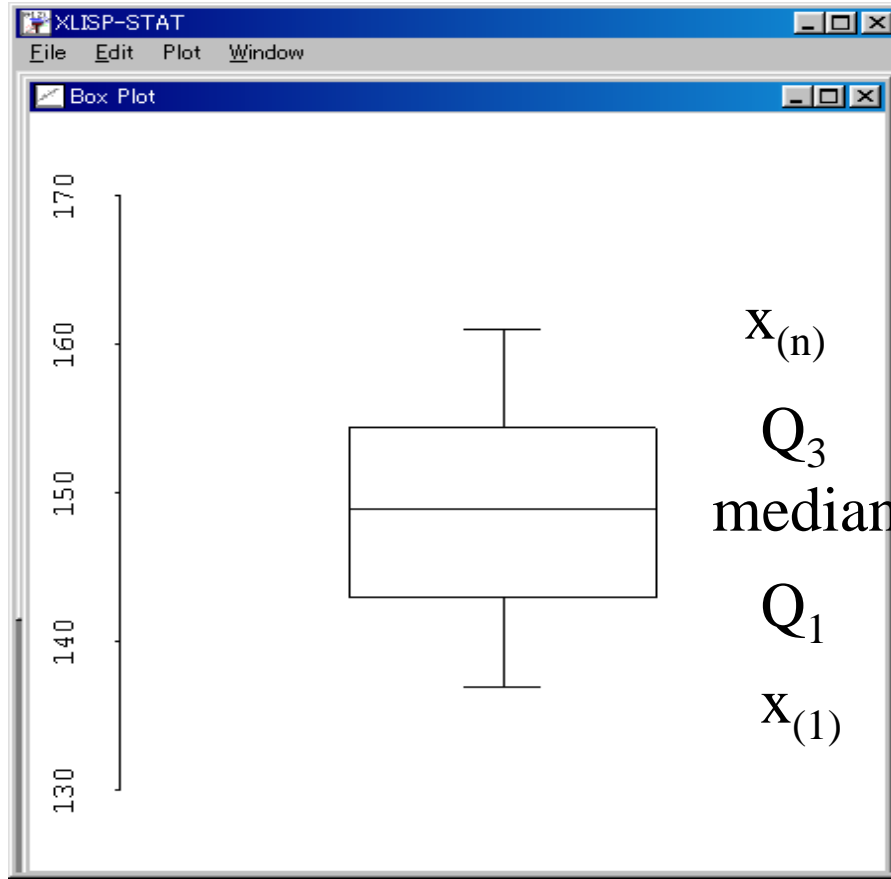 XLISP-STAT
File Edit Plot Window
Box Plot
170
160
150
140
130
x(n)
Q3
median
Q1
x(1)